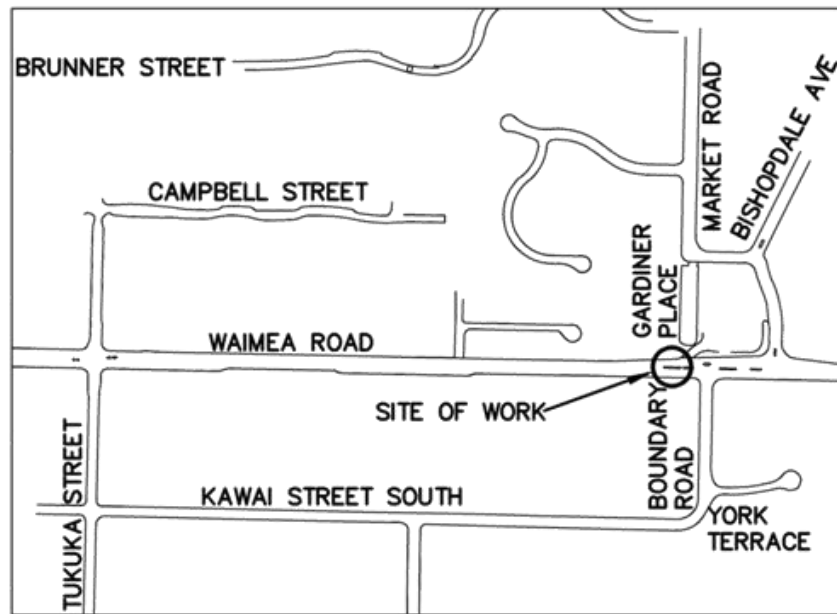 BRUNNER STREET
MARKET ROAD
BISHOPDALE AVE
CAMPBELL STREET
GARDINER
PLACE
WAIMEA ROAD
SITE OF WORK
BOUNDARY
ROAD
TUKUKA STREET
KAWAI STREET SOUTH
YORK
TERRACE